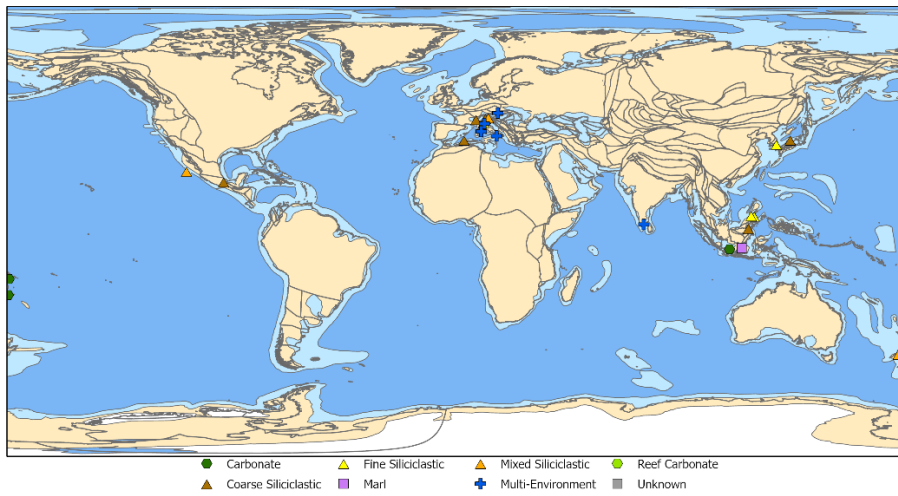 Carbonate Fine Siliciclastic Mixed Siliciclastic Reef Carbonate
Coarse Siliciclastic Marl Multi-Environment Unknown